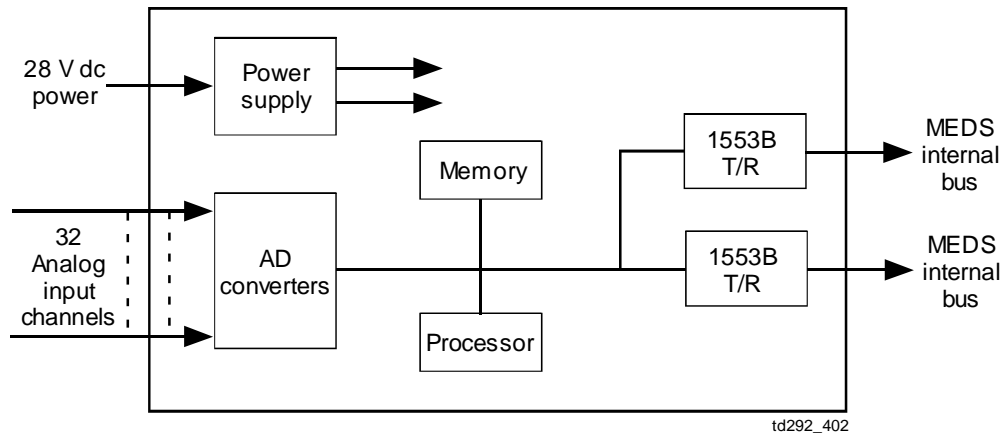 28 V dc
power
Power
supply
Memory
1553B
T/R
MEDS
internal
bus
32
Analog
input
channels
AD
converters
1553B
T/R
MEDS
internal
bus
Processor
td292_402